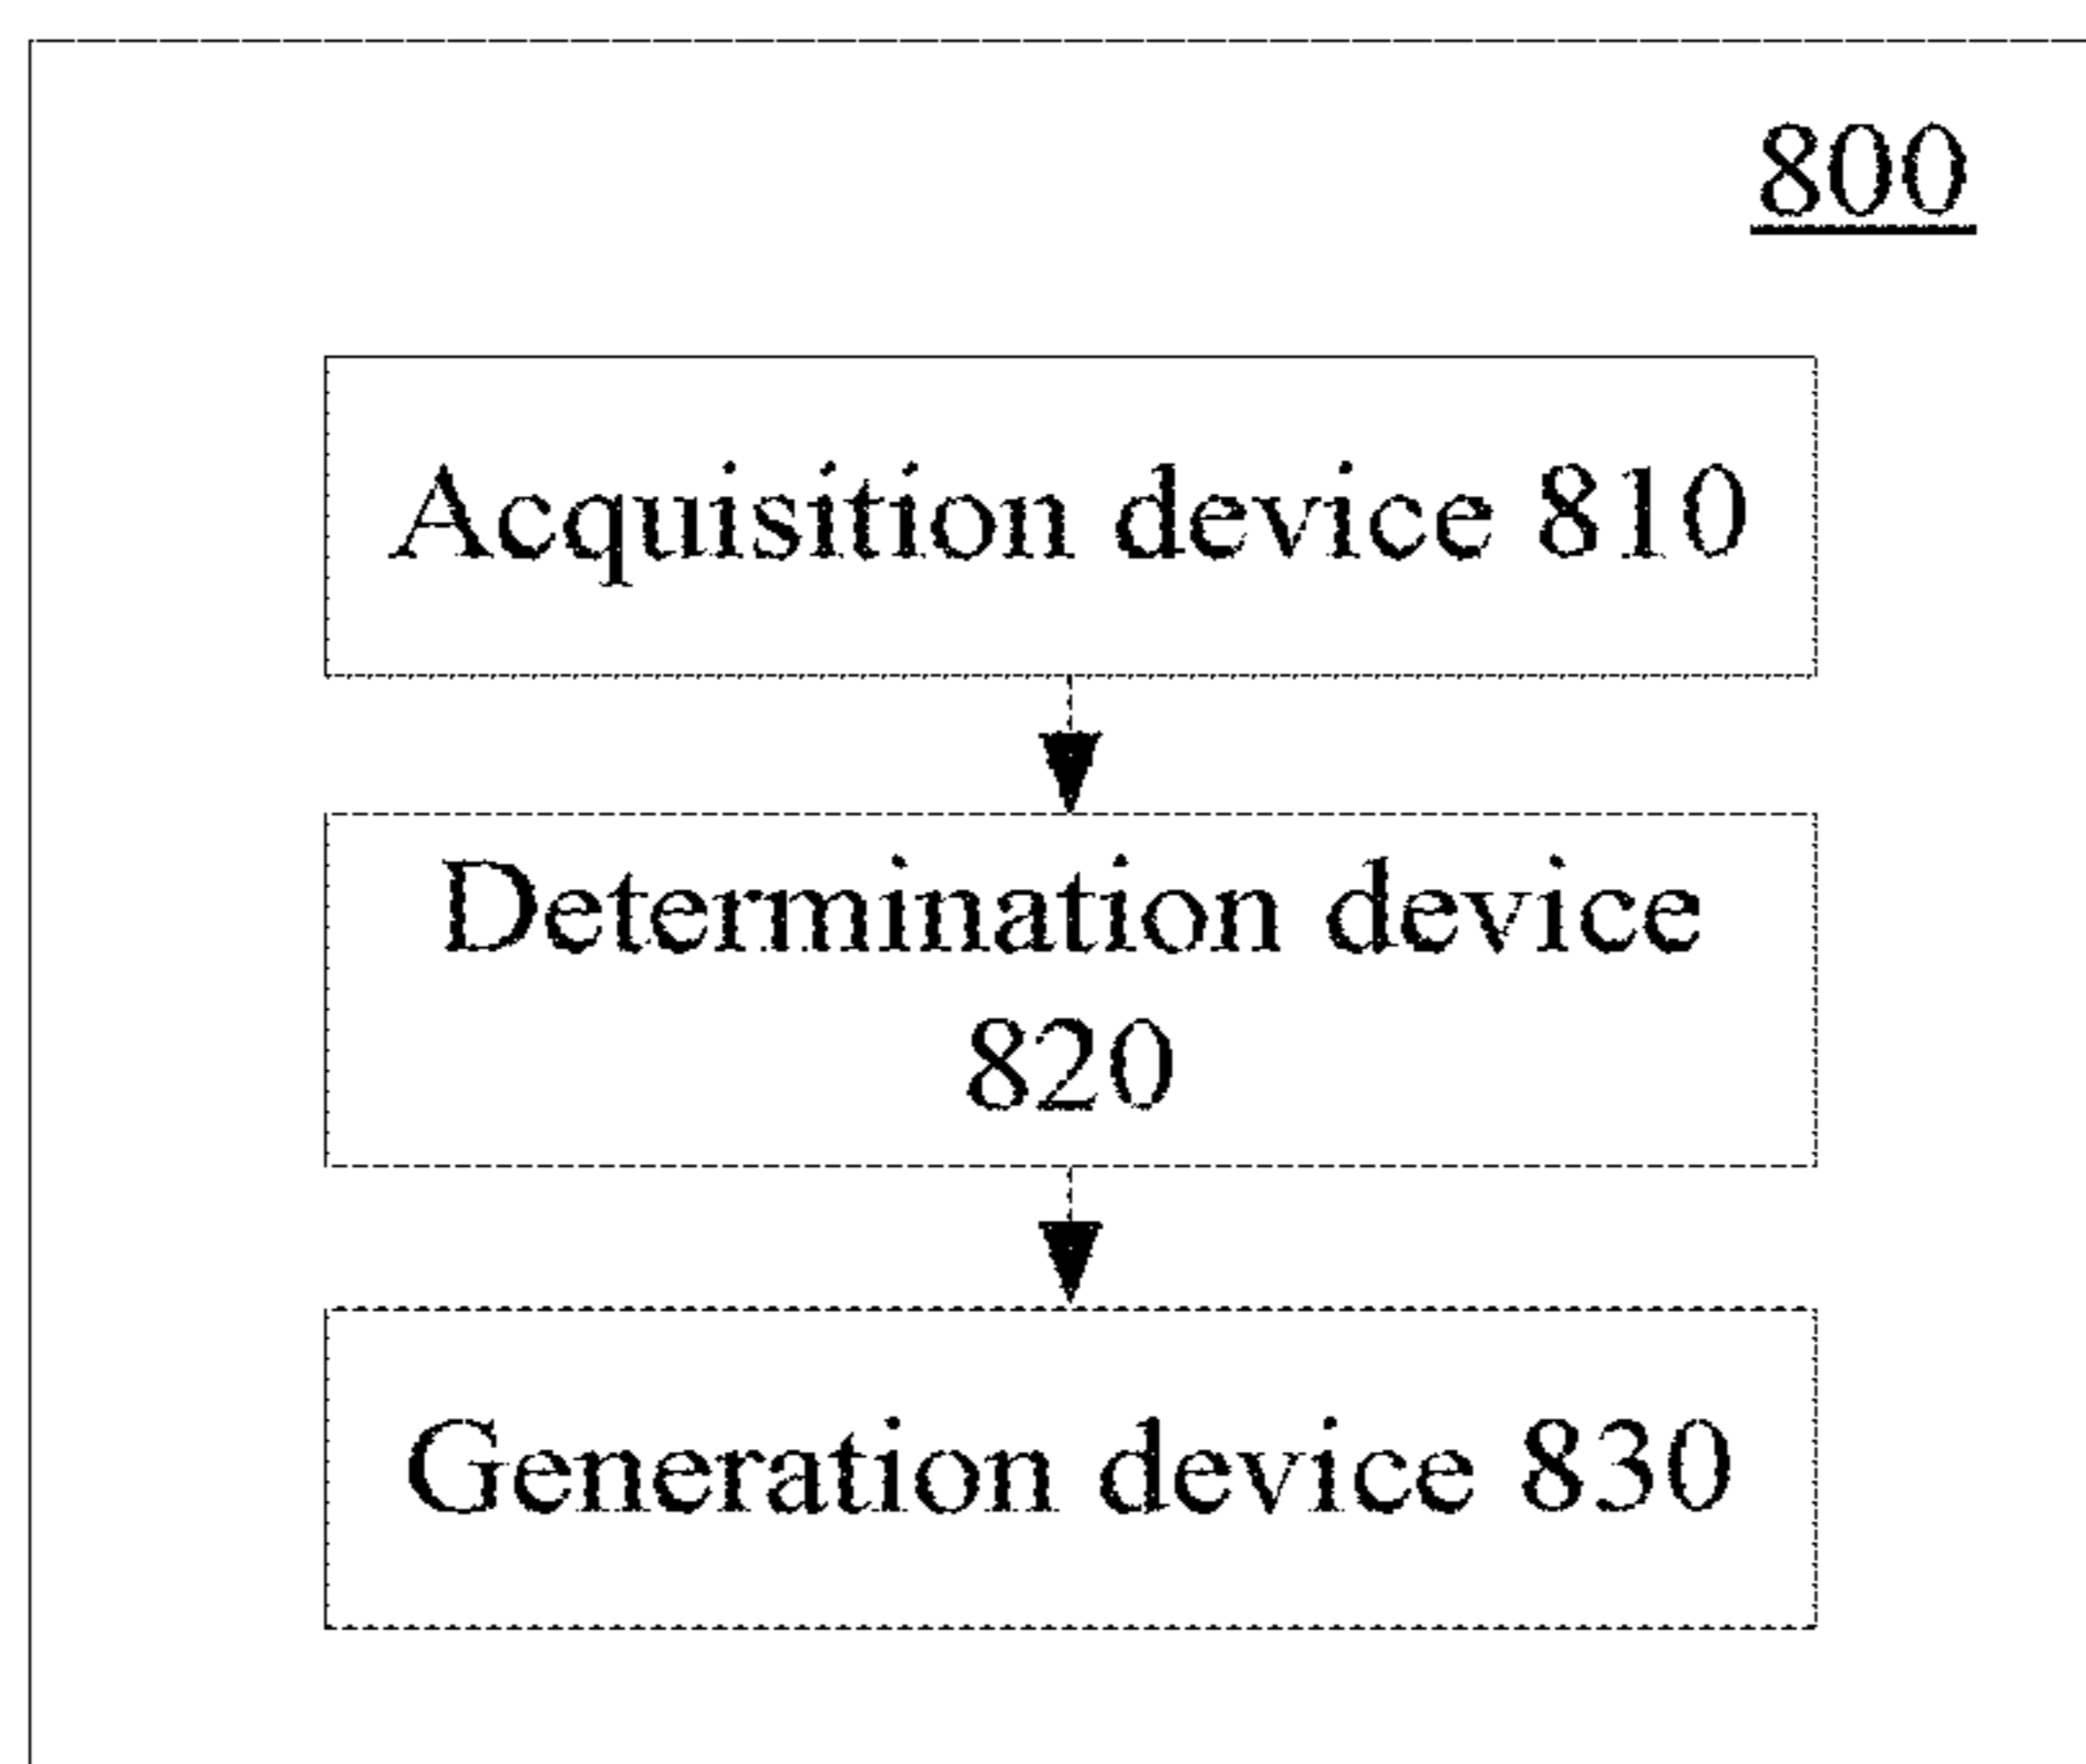 800
Acquisition device 810
Determination device
820
Generation device 830